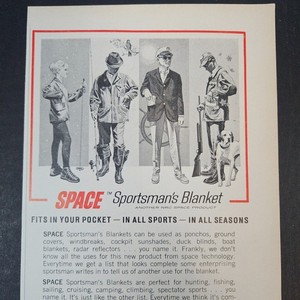 SPACE™ Sportsman's Blanket
ANOTHER NRC SPACE PRODUCT
FITS IN YOUR POCKET — IN ALL SPORTS — IN ALL SEASONS
SPACE Sportsman's Blankets can be used as ponchos, ground
covers, windbreaks, cockpit sunshades, duck blinds, boat
blankets, radar reflectors . . . you name it. Frankly, we don't
know all the uses for this new product from space technology.
Everytime we get a list that looks complete some enterprising
sportsman writes in to tell us of another use for the blanket.
SPACE Sportsman's Blankets are perfect for hunting, fishing,
sailing, cruising, camping, climbing, spectator sports . . . you
name it. It's just like the other list. Everytime we think it's com-